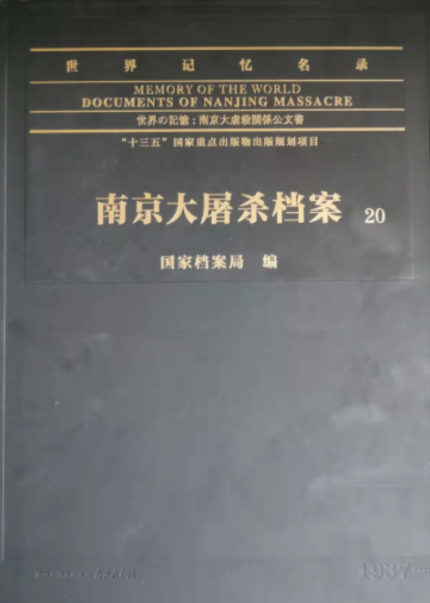 世界记忆名录
MEMORY OF THE WORLD
DOCUMENTS OF NANJING MASSACRE
世界の記憶：南京大虐殺関係公文書
“十三五”国家重点出版物出版规划项目
南京大屠杀档案 20
国家档案局 编
1937